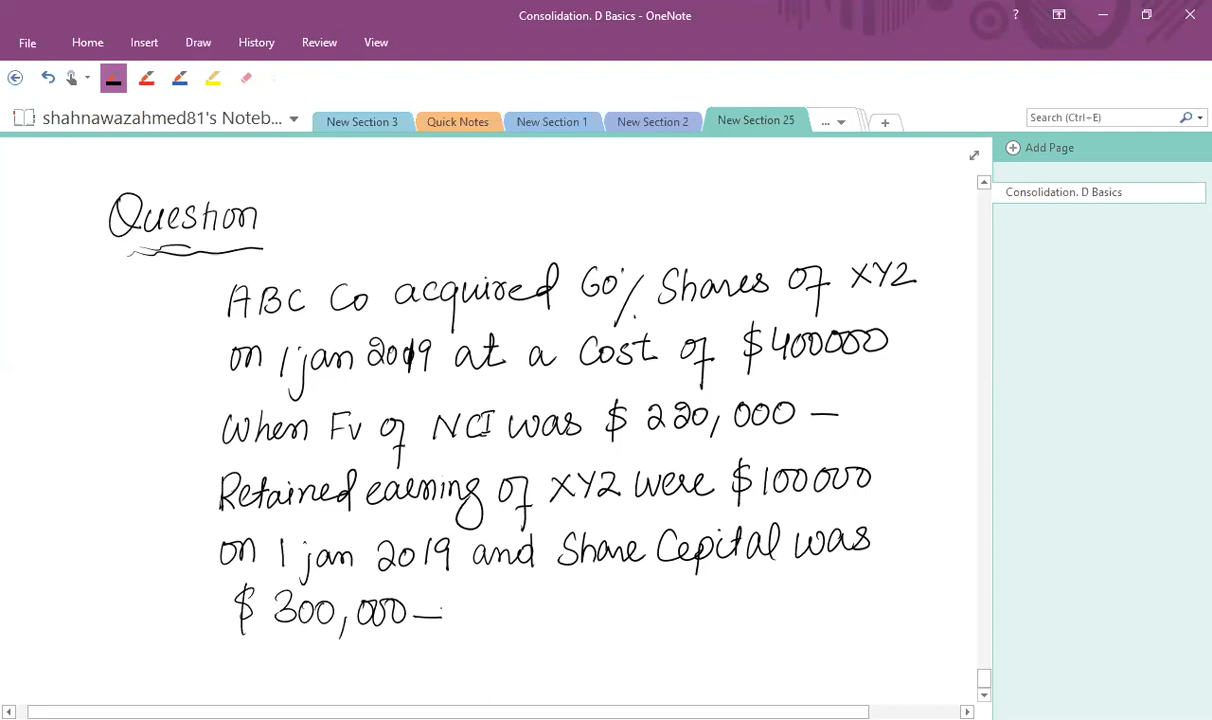 Consolidation. D Basics - OneNote
?
File Home Insert Draw History Review View
shahnawazahmed81's Noteb... New Section 3 Quick Notes New Section 1 New Section 2 New Section 25 ... + Search (Ctrl+E)
Add Page
Consolidation. D Basics
Question
ABC Co acquired 60% Shares of XYZ
on 1 jan 2019 at a Cost of $400000
When Fv of NCI was $ 220,000 —
Retained earning of XYZ were $100000
on 1 jan 2019 and Share Cepital was
$ 300,000 —